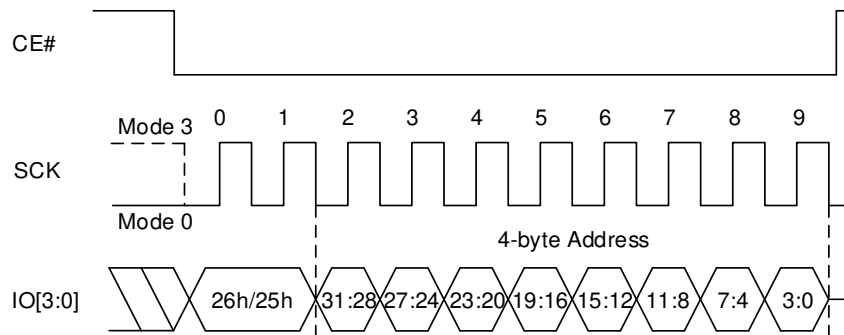 CE#
Mode 3 0 1 2 3 4 5 6 7 8 9
SCK
Mode 0
4-byte Address
IO[3:0] 26h/25h 31:28 27:24 23:20 19:16 15:12 11:8 7:4 3:0